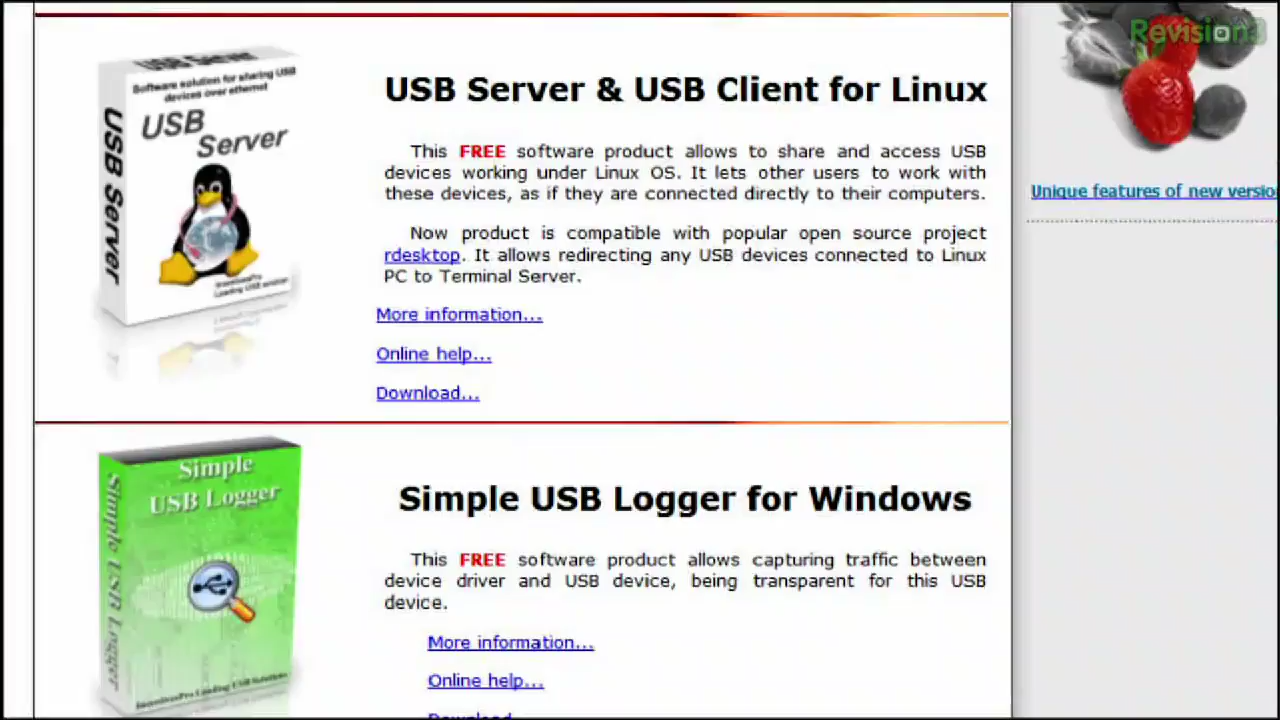 Revision3
USB Server
Software solution for sharing USB
devices over ethernet
USB
Server
USB Server
USB Server & USB Client for Linux
This FREE software product allows to share and access USB
devices working under Linux OS. It lets other users to work with
these devices, as if they are connected directly to their computers.
Now product is compatible with popular open source project
rdesktop. It allows redirecting any USB devices connected to Linux
PC to Terminal Server.
More information...
Online help...
Download...
Unique features of new versio
Simple
USB Logger
Simple USB Logger
Simple USB Logger for Windows
This FREE software product allows capturing traffic between
device driver and USB device, being transparent for this USB
device.
More information...
Online help...
Download